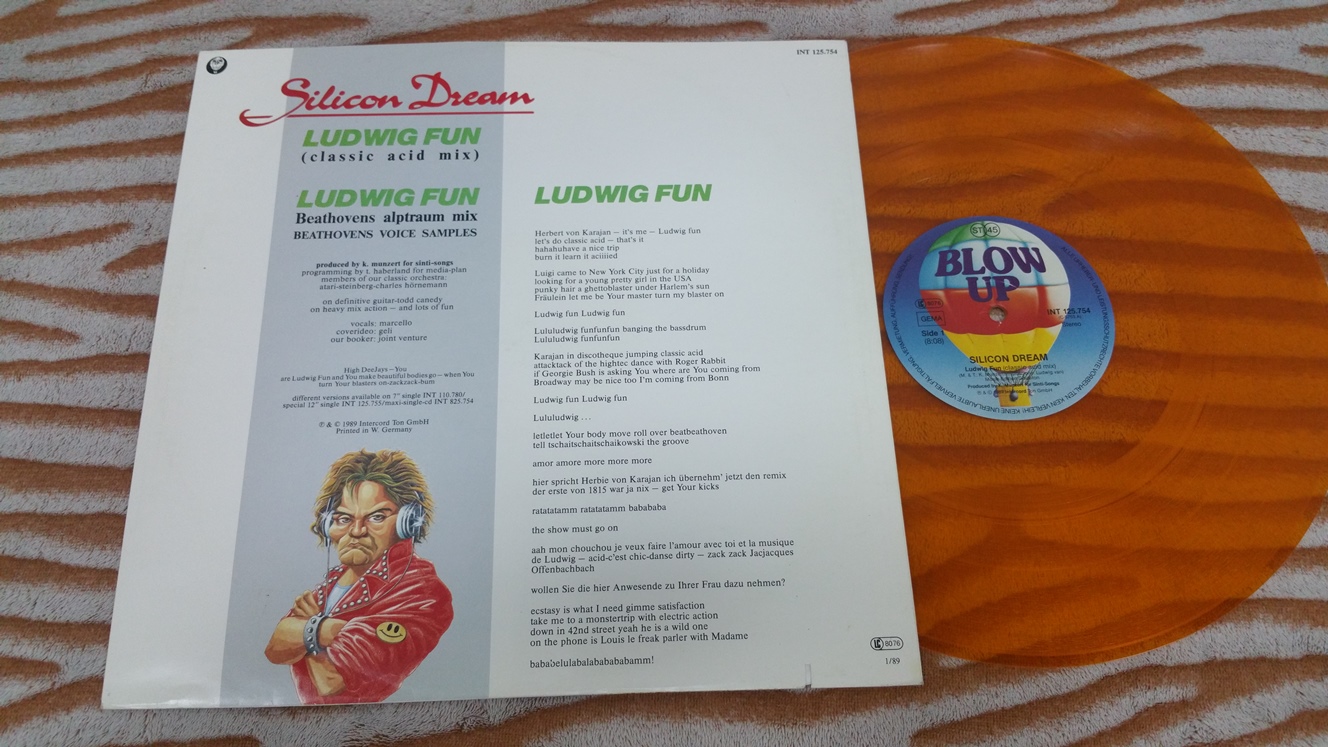 INT 125.754
Silicon Dream
LUDWIG FUN
(classic acid mix)
LUDWIG FUN
Beathovens alptraum mix
BEATHOVENS VOICE SAMPLES
produced by k. munzert for sinti-songs
programming by t. haberland for media-plan
members of our classic orchestra:
atari-steinberg-charles hörnemann
on definitive guitar-todd canedy
on heavy mix action – and lots of fun
vocals: marcello
coverideo: geli
our booker: joint venture
High DeeJays – You
are Ludwig Fun and You make beautiful bodies go – when You
turn Your blasters on-zackzack-bum
different versions available on 7" single INT 110.780/
special 12" single INT 125.755/maxi-single-cd INT 825.754
℗ & © 1989 Intercord Ton GmbH
Printed in W. Germany
LUDWIG FUN
Herbert von Karajan – it's me – Ludwig fun
let's do classic acid – that's it
hahahuhave a nice trip
burn it learn it aciiiied
Luigi came to New York City just for a holiday
looking for a young pretty girl in the USA
punky hair a ghettoblaster under Harlem's sun
Fräulein let me be Your master turn my blaster on
Ludwig fun Ludwig fun
Lululudwig funfunfun banging the bassdrum
Lululudwig funfunfun
Karajan in discotheque jumping classic acid
attacktack of the hightec dance with Roger Rabbit
if Georgie Bush is asking You where are You coming from
Broadway may be nice too I'm coming from Bonn
Ludwig fun Ludwig fun
Lululudwig ...
letletlet Your body move roll over beatbeathoven
tell tschaitschaitschaikowski the groove
amor amore more more more
hier spricht Herbie von Karajan ich übernehm' jetzt den remix
der erste von 1815 war ja nix – get Your kicks
ratatatamm ratatatamm babababa
the show must go on
aah mon chouchou je veux faire l'amour avec toi et la musique
de Ludwig – acid-c'est chic-danse dirty – zack zack Jacjacques
Offenbachbach
wollen Sie die hier Anwesende zu Ihrer Frau dazu nehmen?
ecstasy is what I need gimme satisfaction
take me to a monstertrip with electric action
down in 42nd street yeah he is a wild one
on the phone is Louis le freak parler with Madame
bababelulabalababababamm!
LC 8076
1/89
ST 45
BLOW
UP
LC 8076
GEMA
INT 125.754
Stereo
Side 1
(8:08)
SILICON DREAM
Ludwig Fun (classic acid mix)